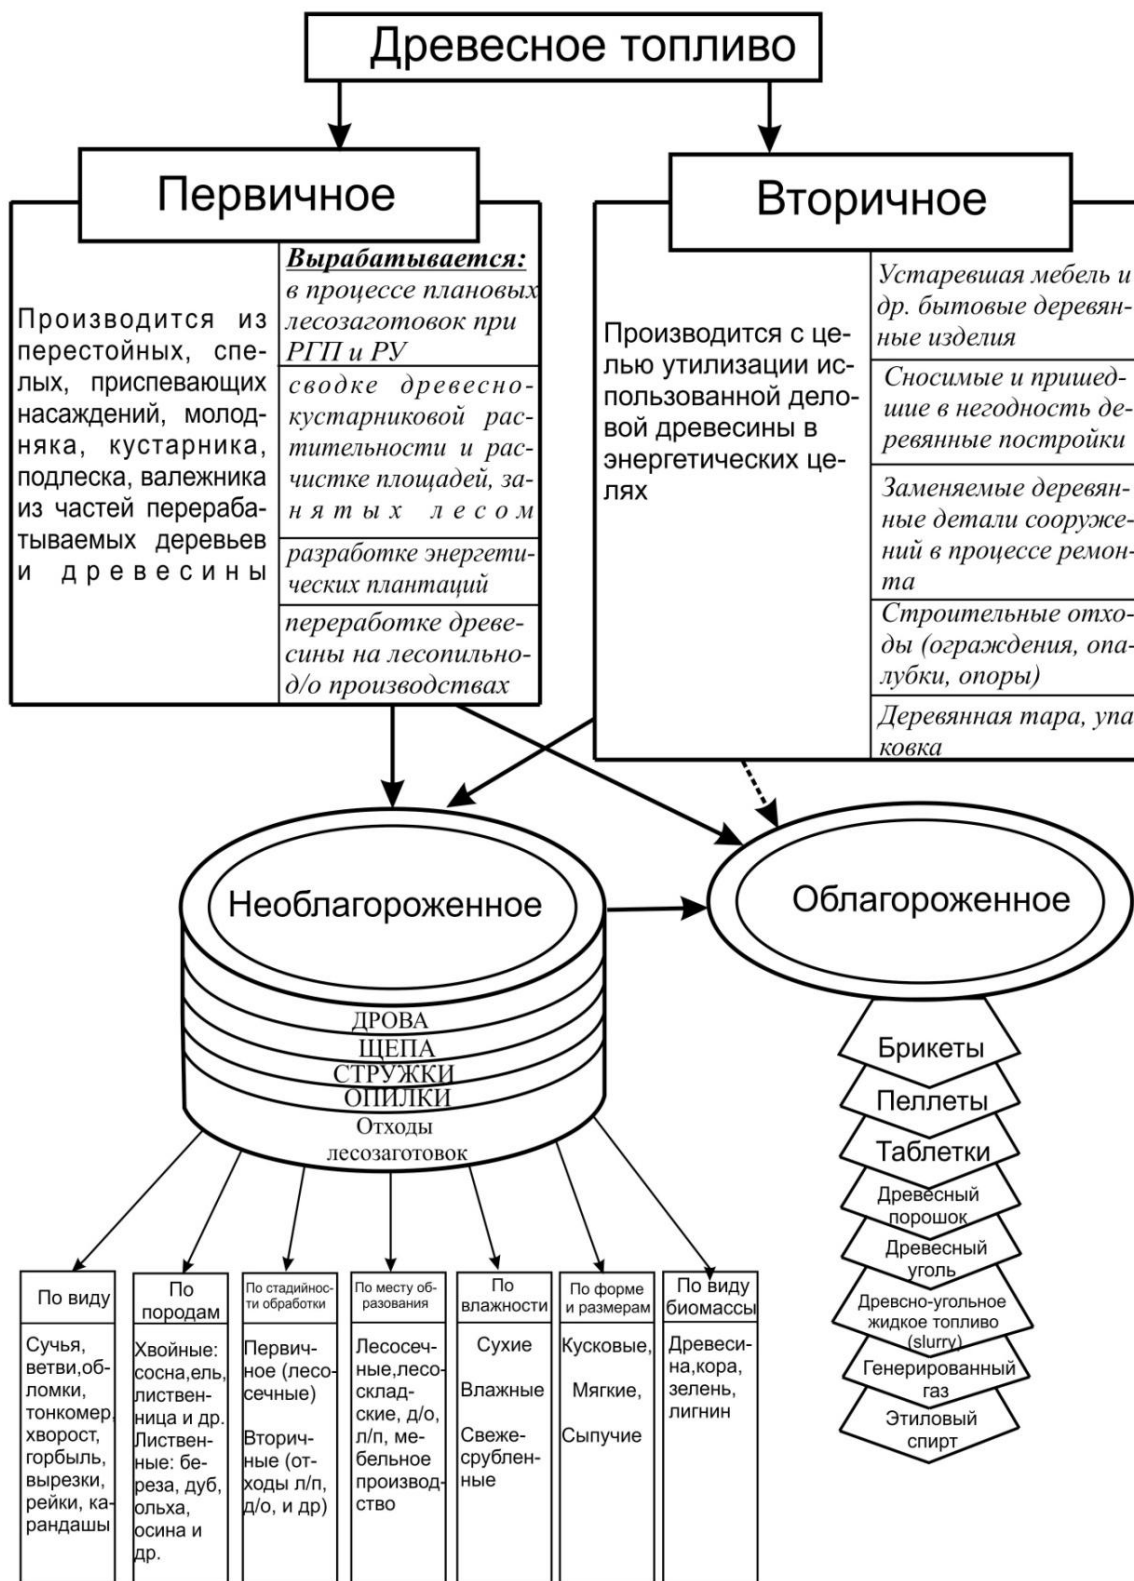 Древесное топливо
Первичное
Производится из
перестойных, спе-
лых, приспевающих
насаждений, молод-
няка, кустарника,
подлеска, валежника
из частей перераба-
тываемых деревьев
и древесины
Вырабатывается:
в процессе плановых
лесозаготовок при
РГП и РУ
сводке древесно-
кустарниковой рас-
тительности и рас-
чистке площадей, за-
нятых лесом
разработке энергети-
ческих плантаций
переработке древе-
сины на лесопильно-
д/о производствах
Вторичное
Производится с це-
лью утилизации ис-
пользованной дело-
вой древесины в
энергетических це-
лях
Устаревшая мебель и
др. бытовые деревян-
ные изделия
Сносимые и пришед-
шие в негодность де-
ревянные постройки
Заменяемые деревян-
ные детали сооруже-
ний в процессе ремон-
та
Строительные отхо-
ды (ограждения, опа-
лубки, опоры)
Деревянная тара, упа
ковка
Необлагороженное
ДРОВА
ЩЕПА
СТРУЖКИ
ОПИЛКИ
Отходы
лесозаготовок
Облагороженное
Брикеты
Пеллеты
Таблетки
Древесный
порошок
Древесный
уголь
Древсно-угольное
жидкое топливо
(slurry)
Генерированный
газ
Этиловый
спирт
По виду
Сучья,
ветви,об-
ломки,
тонкомер,
хворост,
горбыль,
вырезки,
рейки, ка-
рандашы
По
породам
Хвойные:
сосна,ель,
листвен-
ница и др.
Листвен-
ные: бе-
реза, дуб,
ольха,
осина и
др.
По стадийнос-
ти обработки
Первич-
ное (лесо-
сечные)
Вторич-
ные (от-
ходы л/п,
д/о, и др)
По месту об-
разования
Лесосеч-
ные,лесо-
склад-
ские, д/о,
л/п, ме-
бельное
производ-
ство
По
влажности
Сухие
Влажные
Свеже-
срублен-
ные
По форме
и размерам
Кусковые,
Мягкие,
Сыпучие
По виду
биомассы
Древеси-
на,кора,
зелень,
лигнин